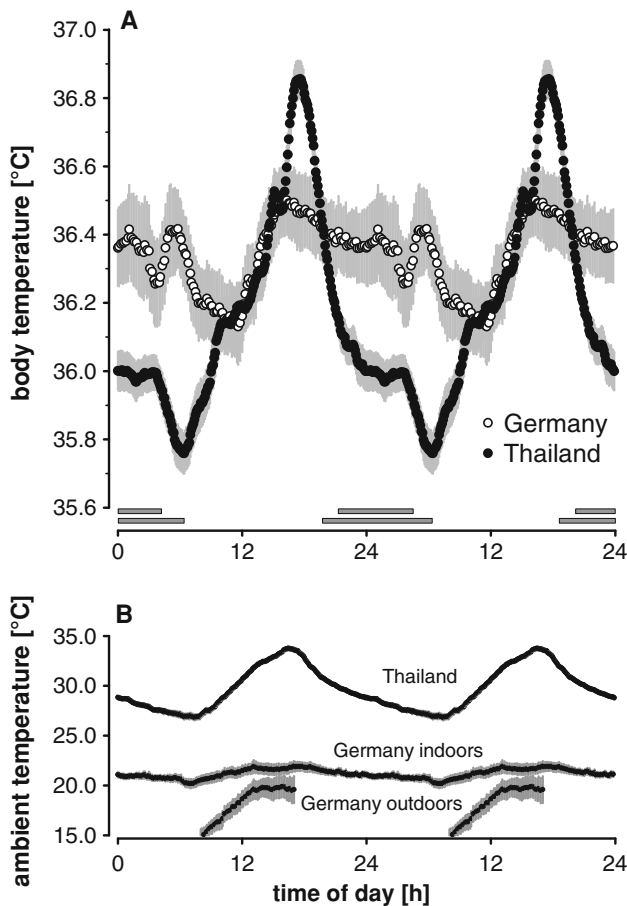 A
37.0
36.8
36.6
36.4
36.2
36.0
35.8
35.6
body temperature [°C]
Germany
Thailand
0 12 24 12 24
B
35.0
30.0
25.0
20.0
15.0
ambient temperature [°C]
Thailand
Germany indoors
Germany outdoors
0 12 24 12 24
time of day [h]